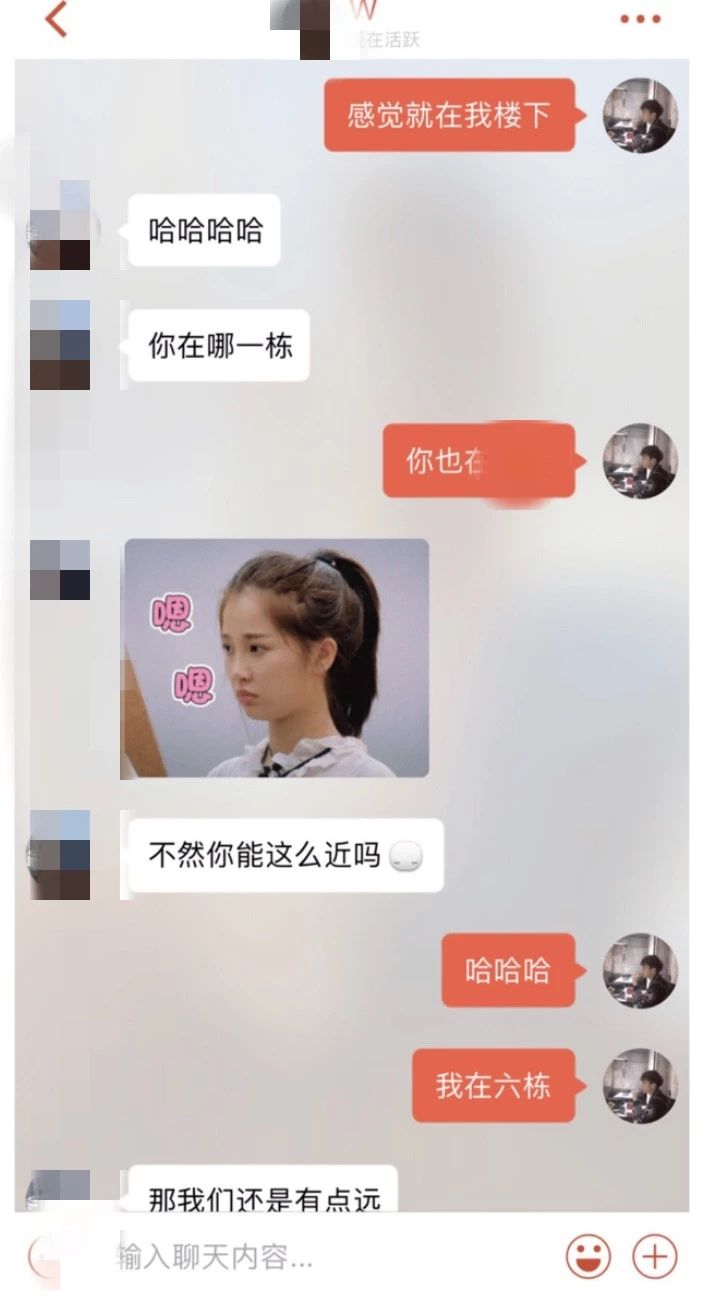 W
在活跃
感觉就在我楼下
哈哈哈哈
你在哪一栋
你也在
嗯
嗯
不然你能这么近吗
哈哈哈
我在六栋
那我们还是有点远
输入聊天内容...